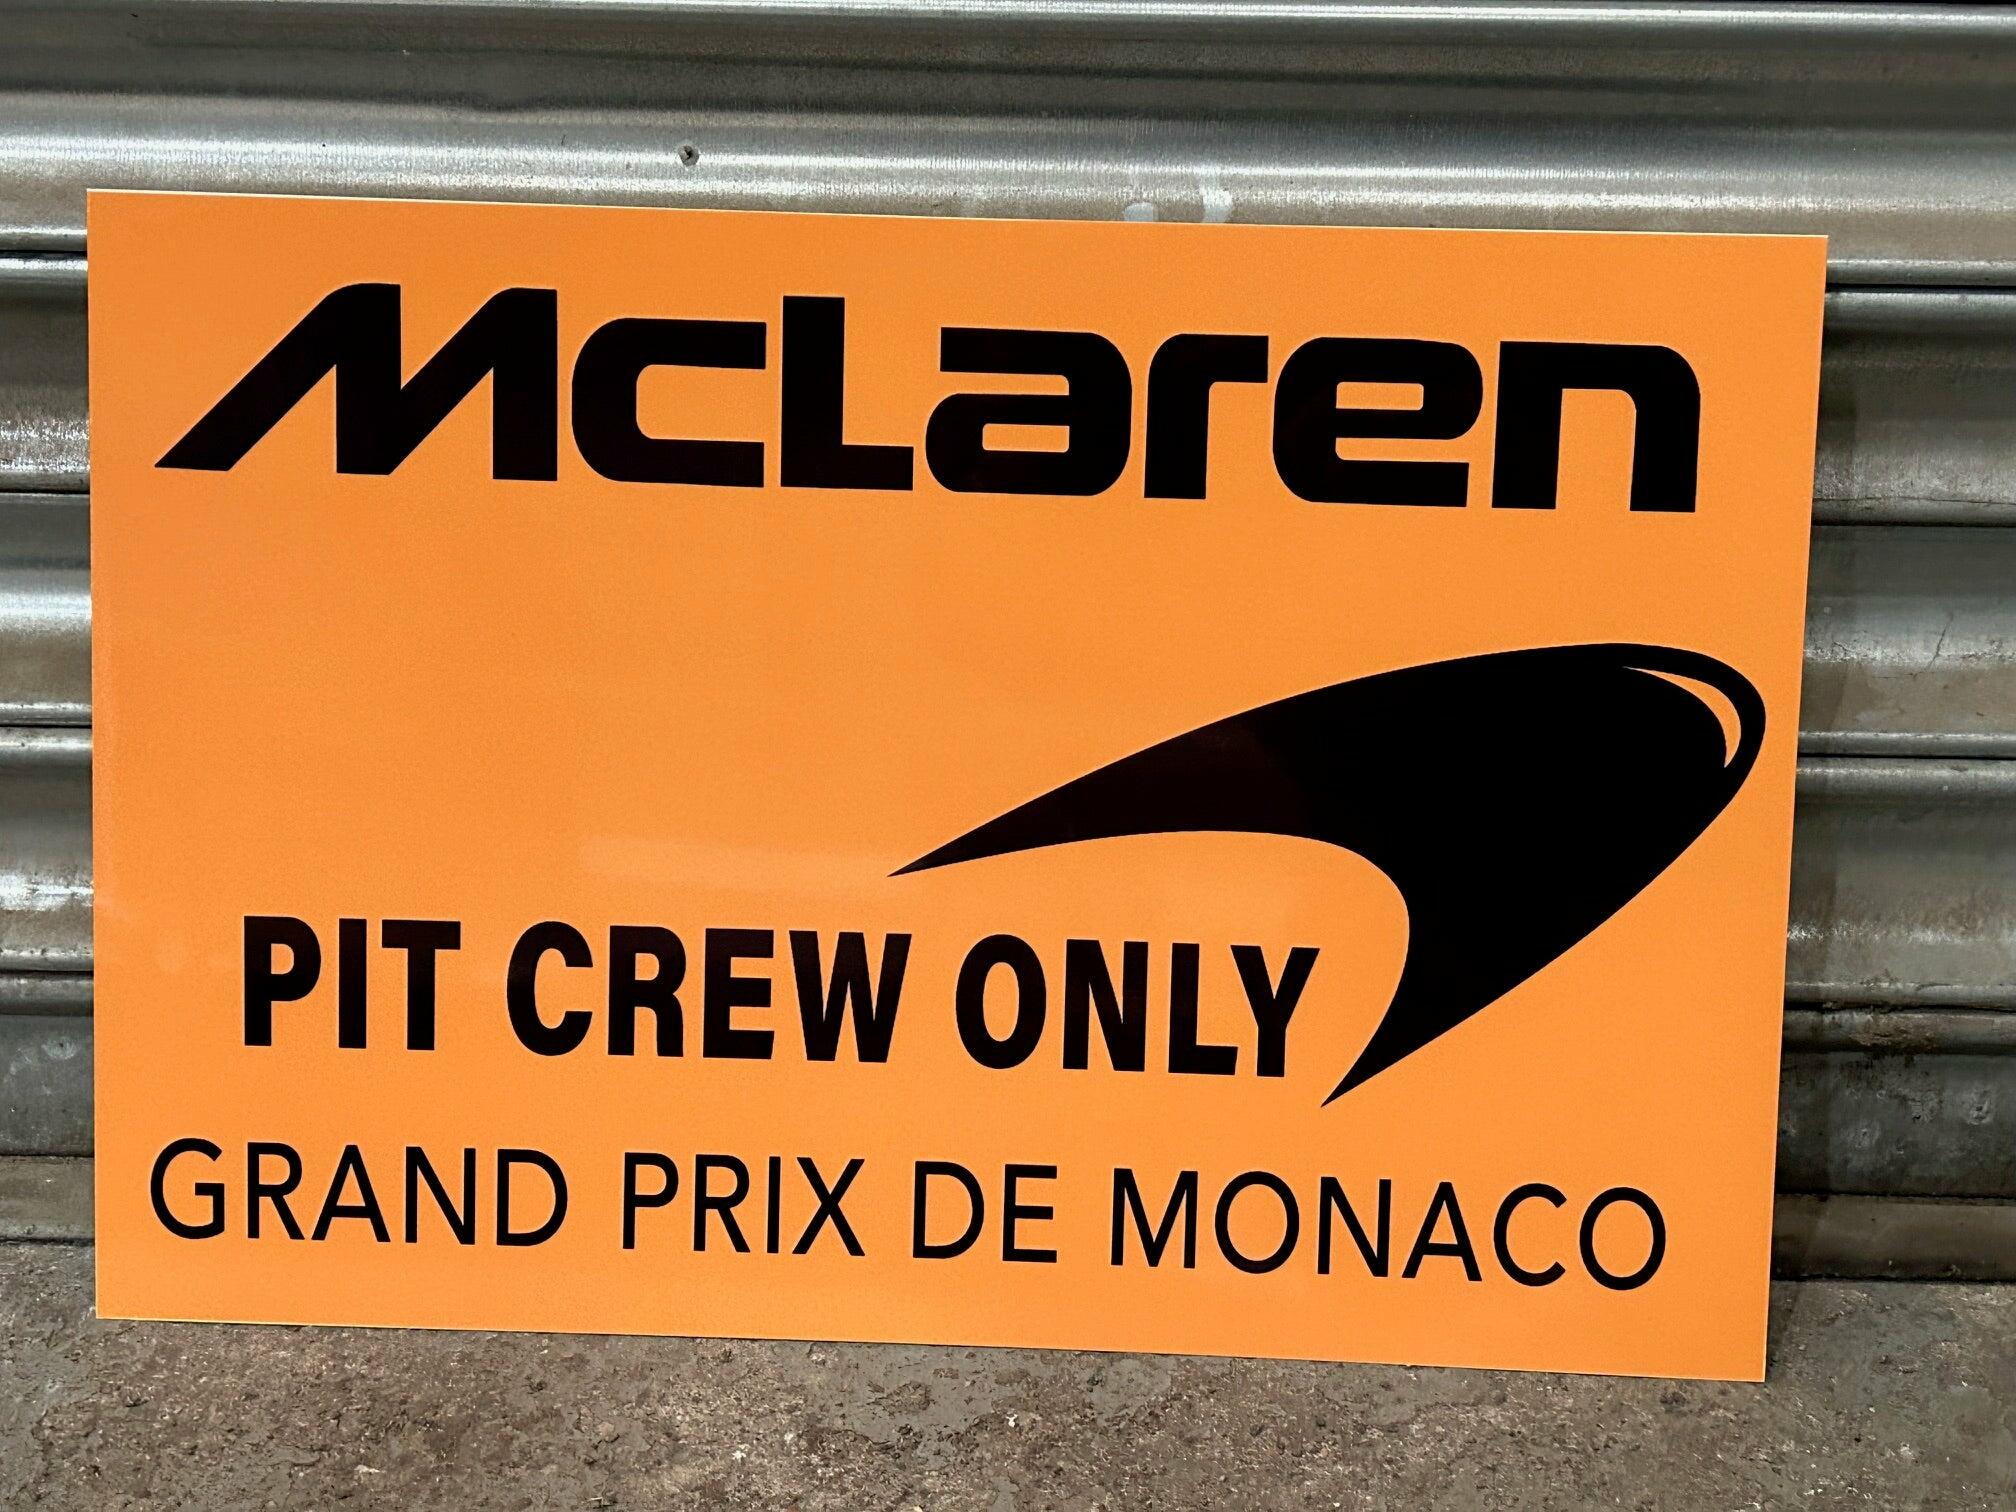 McLaren
PIT CREW ONLY
GRAND PRIX DE MONACO